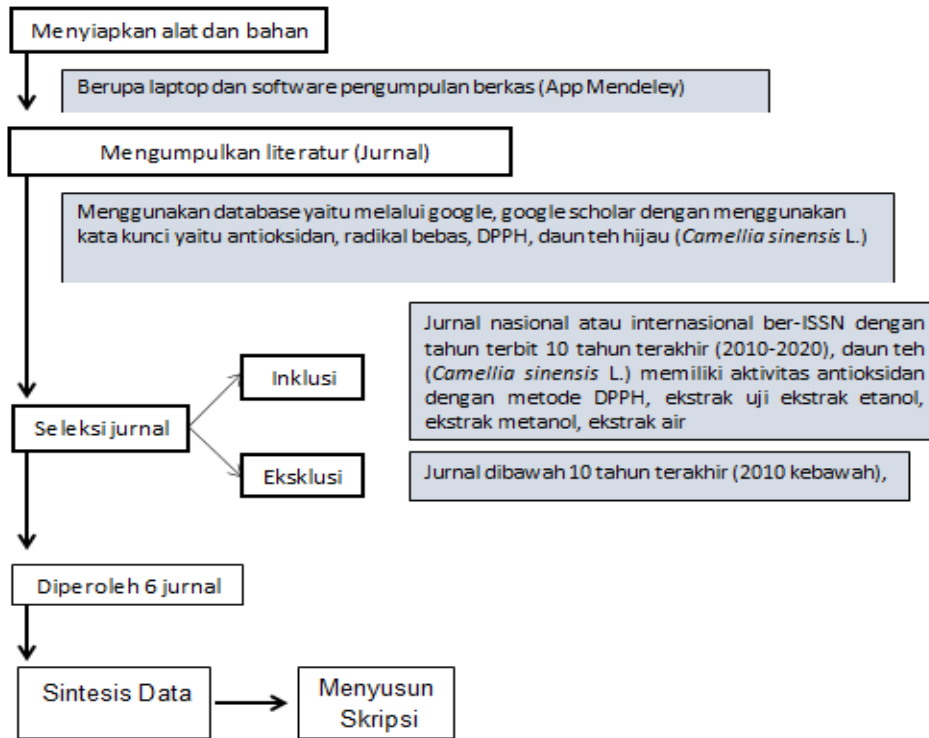 Menyiapkan alat dan bahan
Berupa laptop dan software pengumpulan berkas (App Mendeley)
Mengumpulkan literatur (Jurnal)
Menggunakan database yaitu melalui google, google scholar dengan menggunakan
kata kunci yaitu antioksidan, radikal bebas, DPPH, daun teh hijau (Camellia sinensis L.)
Jurnal nasional atau internasional ber-ISSN dengan
tahun terbit 10 tahun terakhir (2010-2020), daun teh
(Camellia sinensis L.) memiliki aktivitas antioksidan
dengan metode DPPH, ekstrak uji ekstrak etanol,
ekstrak metanol, ekstrak air
Inklusi
Seleksi jurnal
Eksklusi
Jurnal dibawah 10 tahun terakhir (2010 kebawah),
Diperoleh 6 jurnal
Sintesis Data
Menyusun
Skripsi